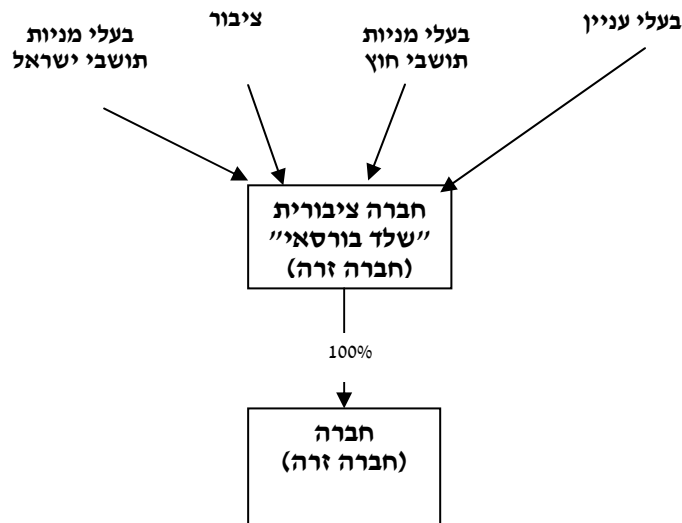 בעלי עניין
בעלי מניות
תושבי חוץ
ציבור
בעלי מניות
תושבי ישראל
חברה ציבורית
״שלד בורסאי״
(חברה זרה)
100%
חברה
(חברה זרה)